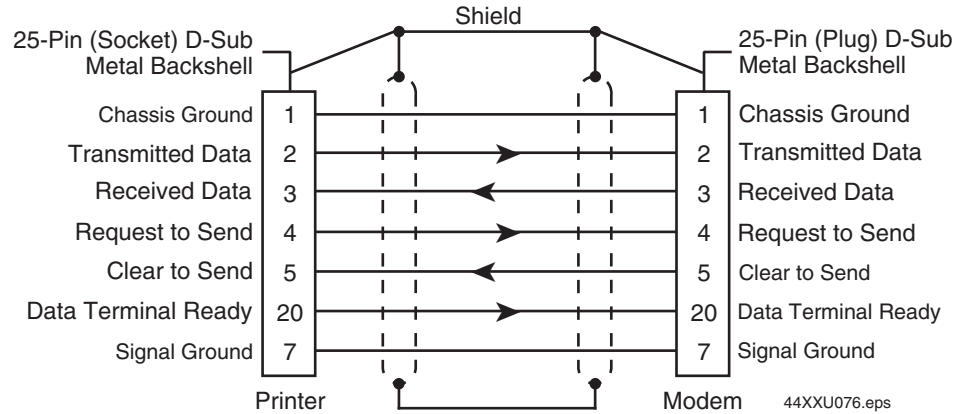 Shield
25-Pin (Socket) D-Sub
Metal Backshell
25-Pin (Plug) D-Sub
Metal Backshell
Chassis Ground 1 1 Chassis Ground
Transmitted Data 2 2 Transmitted Data
Received Data 3 3 Received Data
Request to Send 4 4 Request to Send
Clear to Send 5 5 Clear to Send
Data Terminal Ready 20 20 Data Terminal Ready
Signal Ground 7 7 Signal Ground
Printer Modem 44XXU076.eps